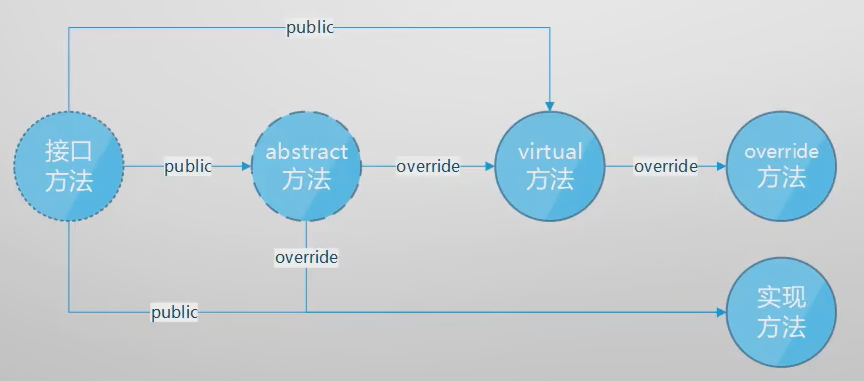 public
接口
方法
public
abstract
方法
override
virtual
方法
override
override
方法
override
public
实现
方法